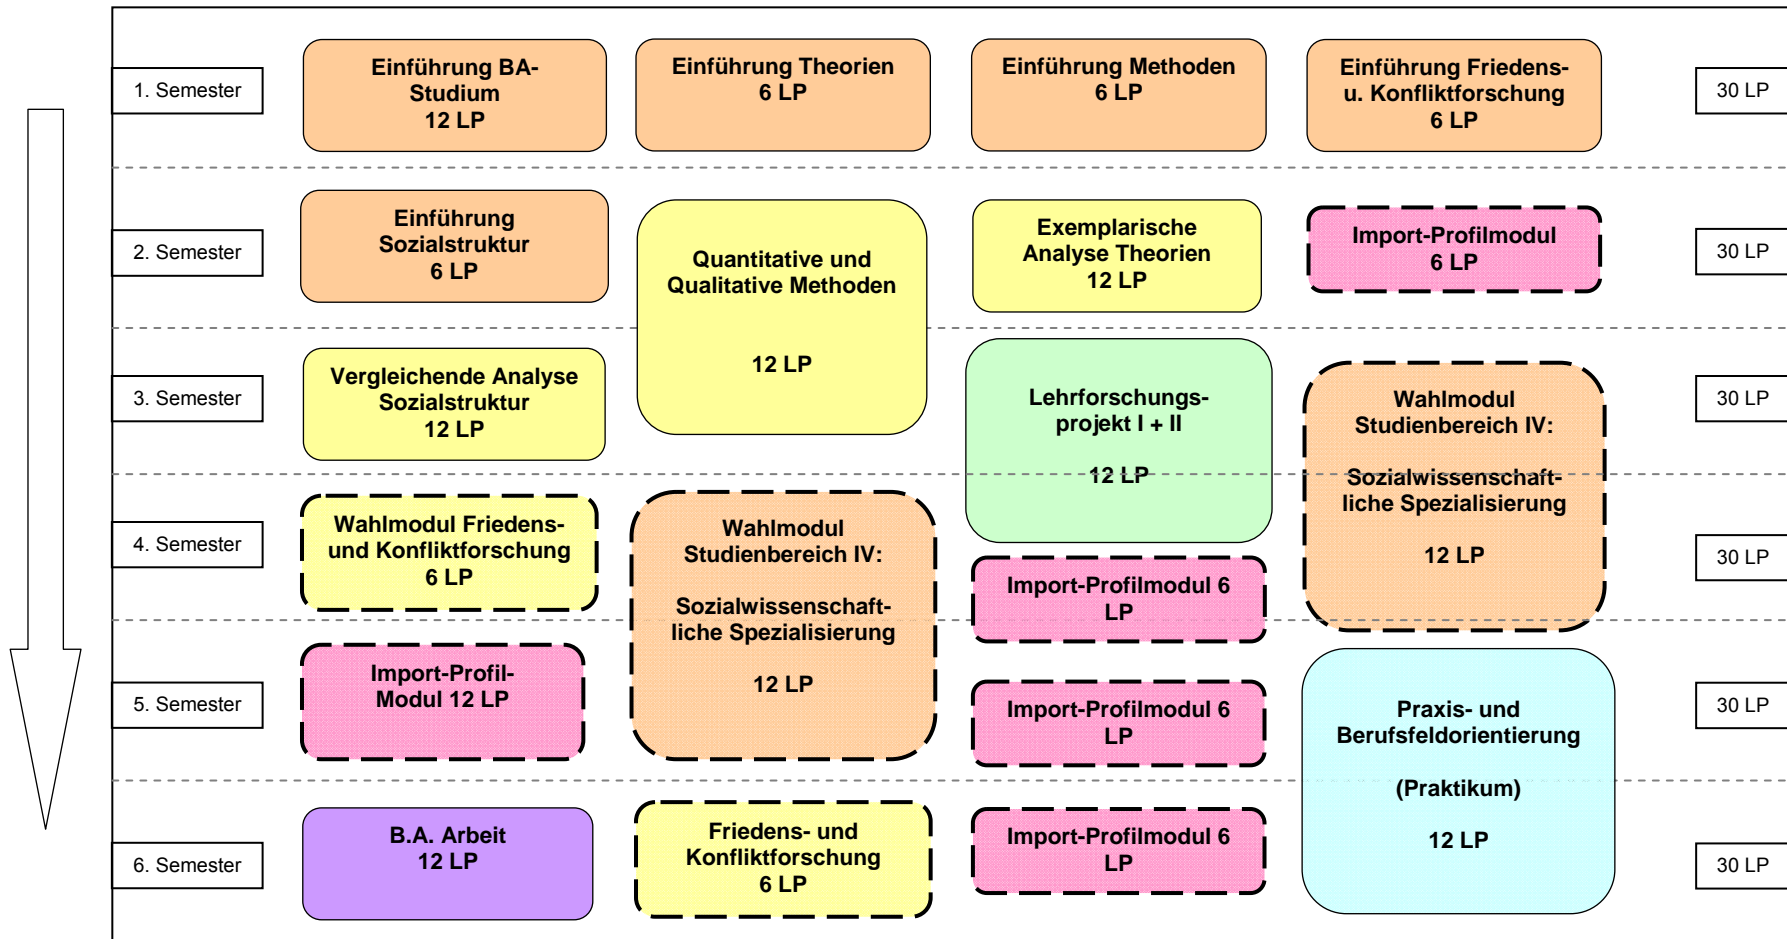 1. Semester
Einführung BA-
Studium
12 LP
Einführung Theorien
6 LP
Einführung Methoden
6 LP
Einführung Friedens-
u. Konfliktforschung
6 LP
30 LP
2. Semester
Einführung
Sozialstruktur
6 LP
Quantitative und
Qualitative Methoden
12 LP
Exemplarische
Analyse Theorien
12 LP
Import-Profilmodul
6 LP
30 LP
3. Semester
Vergleichende Analyse
Sozialstruktur
12 LP
Lehrforschungs-
projekt I + II
12 LP
Wahlmodul
Studienbereich IV:
Sozialwissenschaft-
liche Spezialisierung
12 LP
30 LP
4. Semester
Wahlmodul Friedens-
und Konfliktforschung
6 LP
Wahlmodul
Studienbereich IV:
Sozialwissenschaft-
liche Spezialisierung
12 LP
Import-Profilmodul 6
LP
30 LP
5. Semester
Import-Profil-
Modul 12 LP
Import-Profilmodul 6
LP
Praxis- und
Berufsfeldorientierung
(Praktikum)
12 LP
30 LP
6. Semester
B.A. Arbeit
12 LP
Friedens- und
Konfliktforschung
6 LP
Import-Profilmodul 6
LP
30 LP